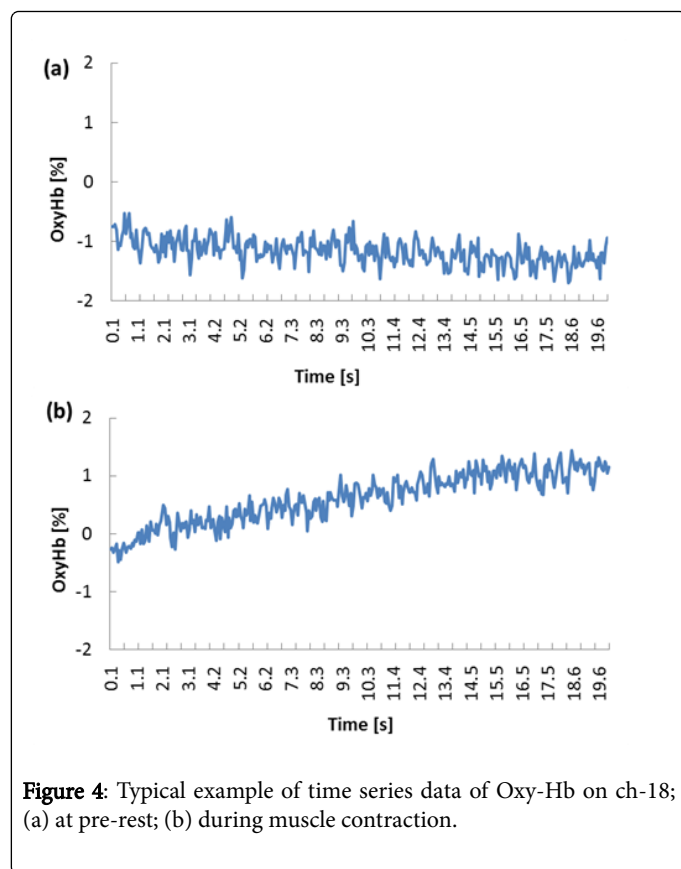 (a)
2
1
0
-1
-2
OxyHb [%]
0.1 1.1 2.1 3.1 4.2 5.2 6.2 7.3 8.3 9.3 10.3 11.4 12.4 13.4 14.5 15.5 16.5 17.5 18.6 19.6
Time [s]
(b)
2
1
0
-1
-2
OxyHb [%]
0.1 1.1 2.1 3.1 4.2 5.2 6.2 7.3 8.3 9.3 10.3 11.4 12.4 13.4 14.5 15.5 16.5 17.5 18.6 19.6
Time [s]
Figure 4: Typical example of time series data of Oxy-Hb on ch-18;
(a) at pre-rest; (b) during muscle contraction.